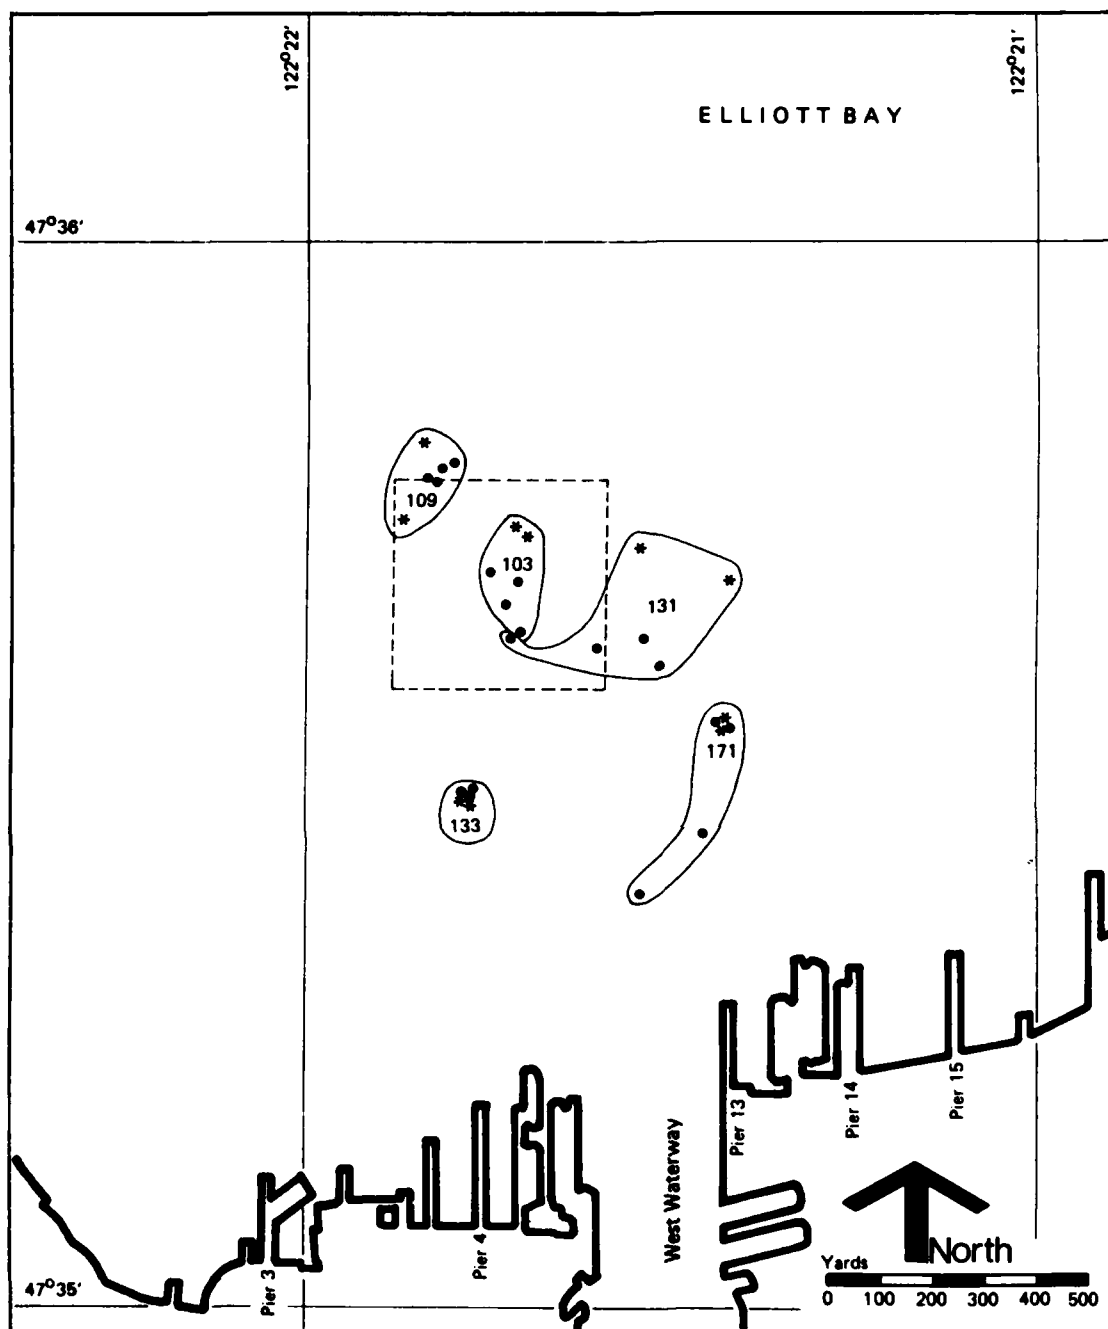 122°22'
122°21'
ELLIOTT BAY
47°36'
109
103
131
171
133
Pier 13
Pier 14
Pier 15
West Waterway
Pier 4
Pier 3
North
Yards
47°35'
0 100 200 300 400 500